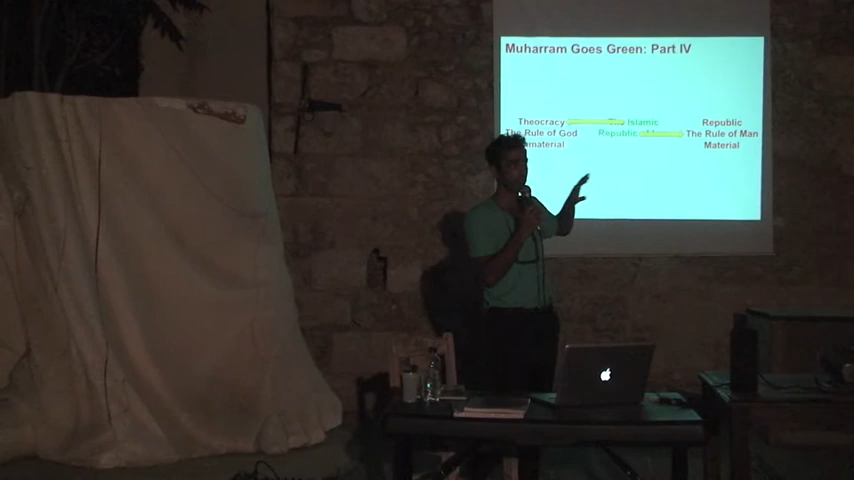 Muharram Goes Green: Part IV
Theocracy The Islamic Republic
The Rule of God Republic The Rule of Man
Material